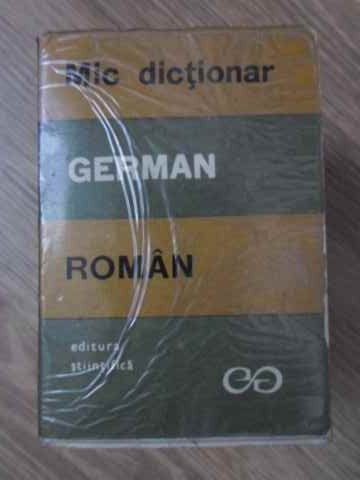 Mic dicţionar
GERMAN
ROMÂN
editura
ştiinţifică